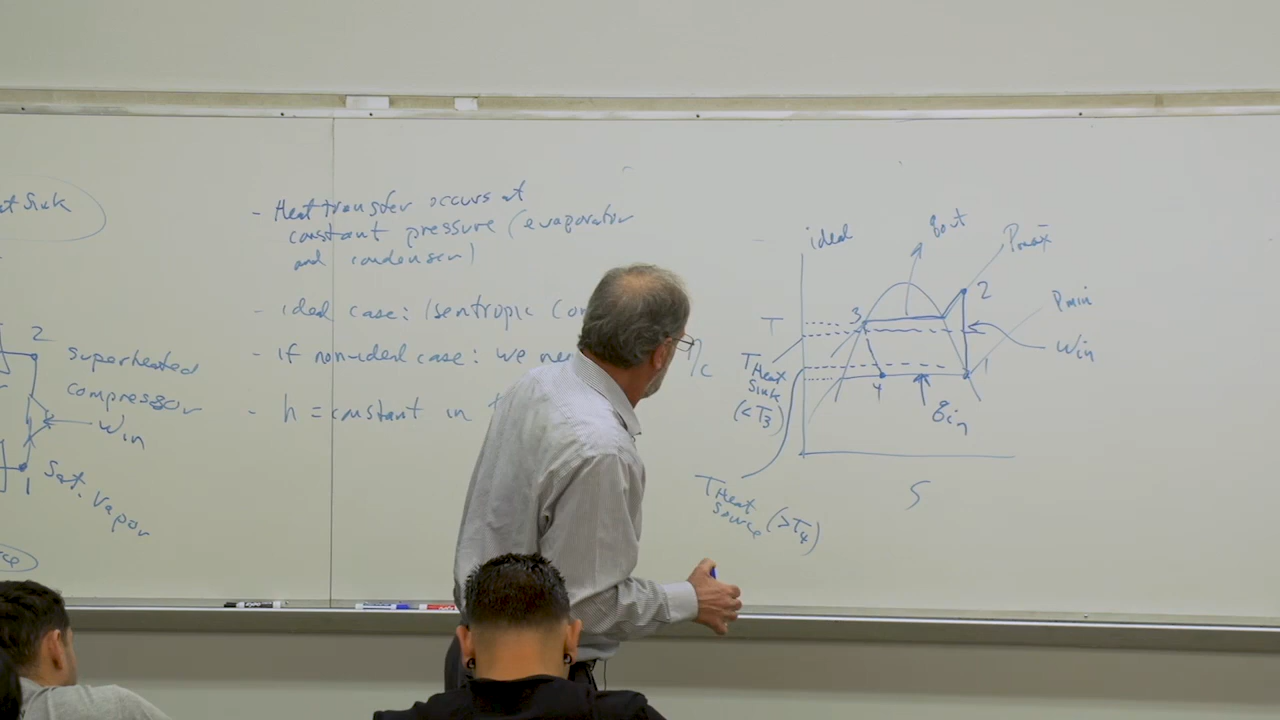 at Sink
2
superheated
compressor
Win
1
Sat. Vapor
- Heat transfer occurs at
constant pressure (evaporator
and condenser)
- ideal case: Isentropic Co
- If non-ideal case: we ne
ηc
- h = constant in
ideal
qout
Pmax
2
3
Pmin
T
Win
1
4
THeat
Sink
(<T3)
qin
THeat
Source (>T4)
S